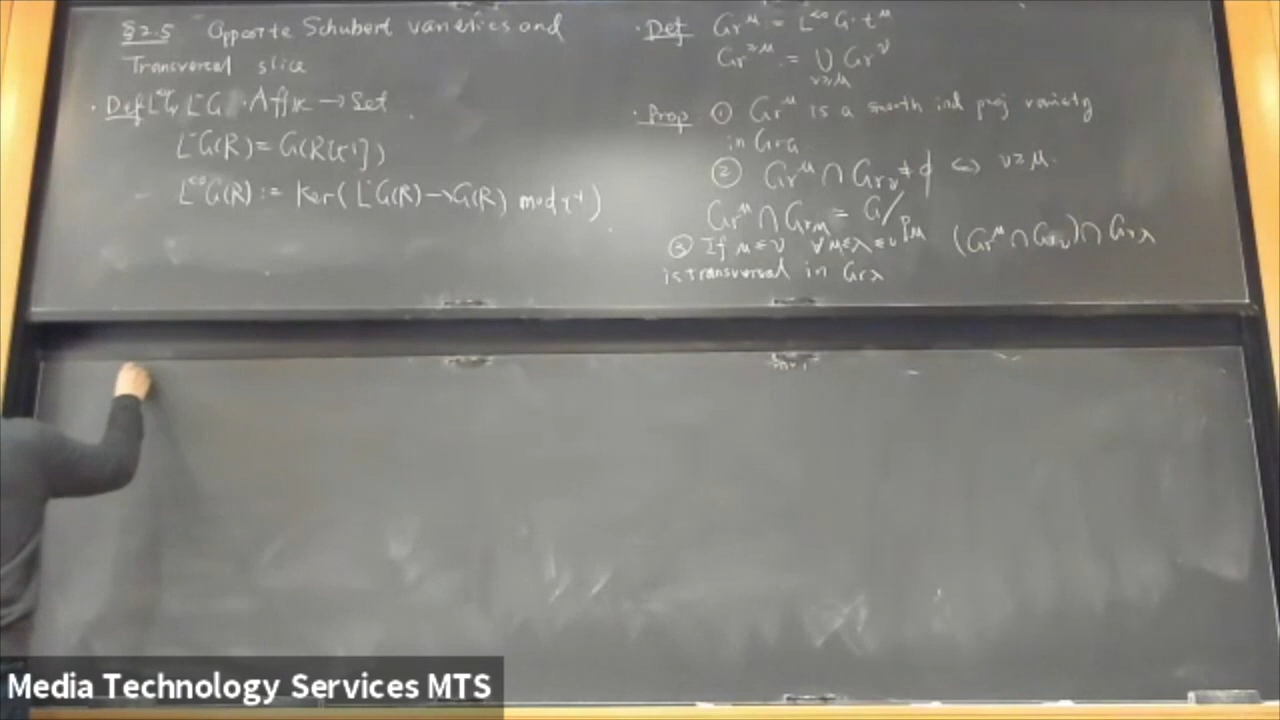 §2.5 Opposite Schubert varieties and
Transversal slice
· Def L^{<0}G, L^-G : Aff_K → Set
L^-G(R) = G(R[t^{-1}])
L^{<0}G(R) := Ker(L^-G(R) → G(R) mod t^{-1})
· Def Gr^μ = L^{<0}G · t^μ
Gr^{≥μ} = ∪_{ν≥μ} Gr^ν
· Prop ① Gr^μ is a smooth ind proj variety
in Gr_G
② Gr^μ ∩ Gr_ν ≠ ∅ ⇔ ν ≥ μ.
Gr^μ ∩ Gr_μ = G/P_μ
③ If μ ≤ ν ∀ μ ≤ λ ≤ ν (Gr^μ ∩ Gr_ν) ∩ Gr_λ
is transversal in Gr_λ
Media Technology Services MTS